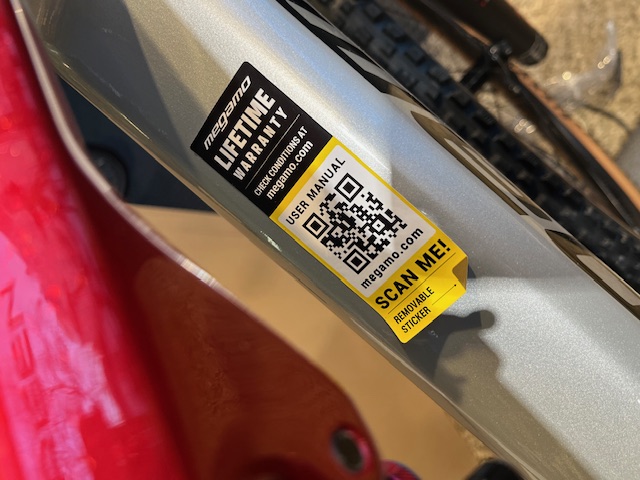 megamo
LIFETIME
WARRANTY
CHECK CONDITIONS AT
megamo.com
USER MANUAL
megamo.com
SCAN ME!
REMOVABLE
STICKER